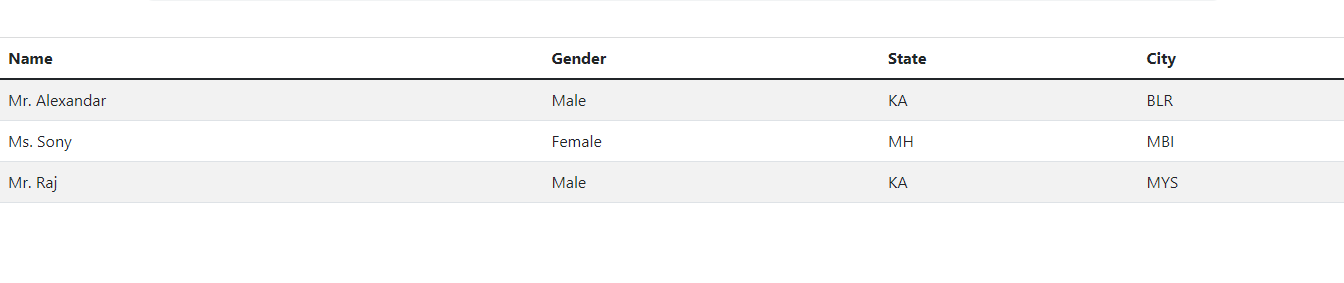 Name Gender State City
Mr. Alexandar Male KA BLR
Ms. Sony Female MH MBI
Mr. Raj Male KA MYS